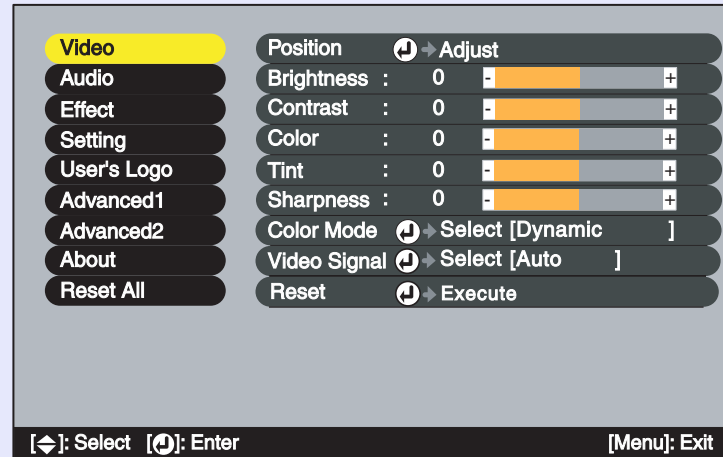 Video
Audio
Effect
Setting
User's Logo
Advanced1
Advanced2
About
Reset All
Position Adjust
Brightness : 0 - +
Contrast : 0 - +
Color : 0 - +
Tint : 0 - +
Sharpness : 0 - +
Color Mode Select [Dynamic ]
Video Signal Select [Auto ]
Reset Execute
[ ]: Select [ ]: Enter [Menu]: Exit